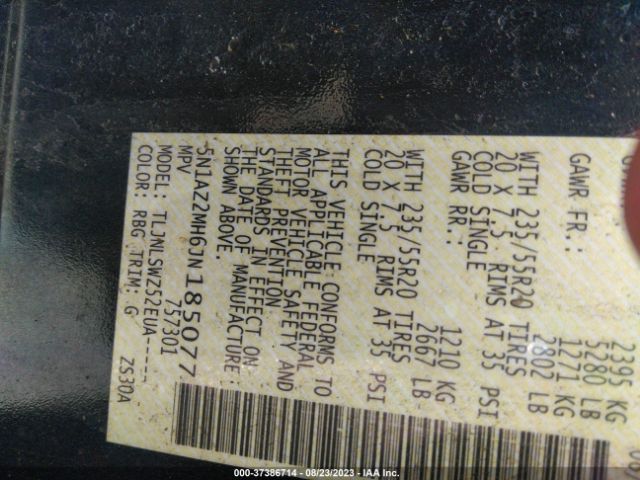 2395 KG
5280 LB
GAWR FR.: 1271 KG
2802 LB
WITH 235/55R20 TIRES
20 X 7.5 RIMS AT 35 PSI
COLD SINGLE
GAWR RR.: 1210 KG
2667 LB
WITH 235/55R20 TIRES
20 X 7.5 RIMS AT 35 PSI
COLD SINGLE
THIS VEHICLE CONFORMS TO
ALL APPLICABLE FEDERAL
MOTOR VEHICLE SAFETY AND
THEFT PREVENTION
STANDARDS IN EFFECT ON
THE DATE OF MANUFACTURE
SHOWN ABOVE.
5N1AZ2MH6JN185077
MPV 757301
MODEL: TLJNLSWZ52EUA-----
COLOR: RBG TRIM: G ZS3DA
000-37386714 - 08/23/2023 - IAA Inc.